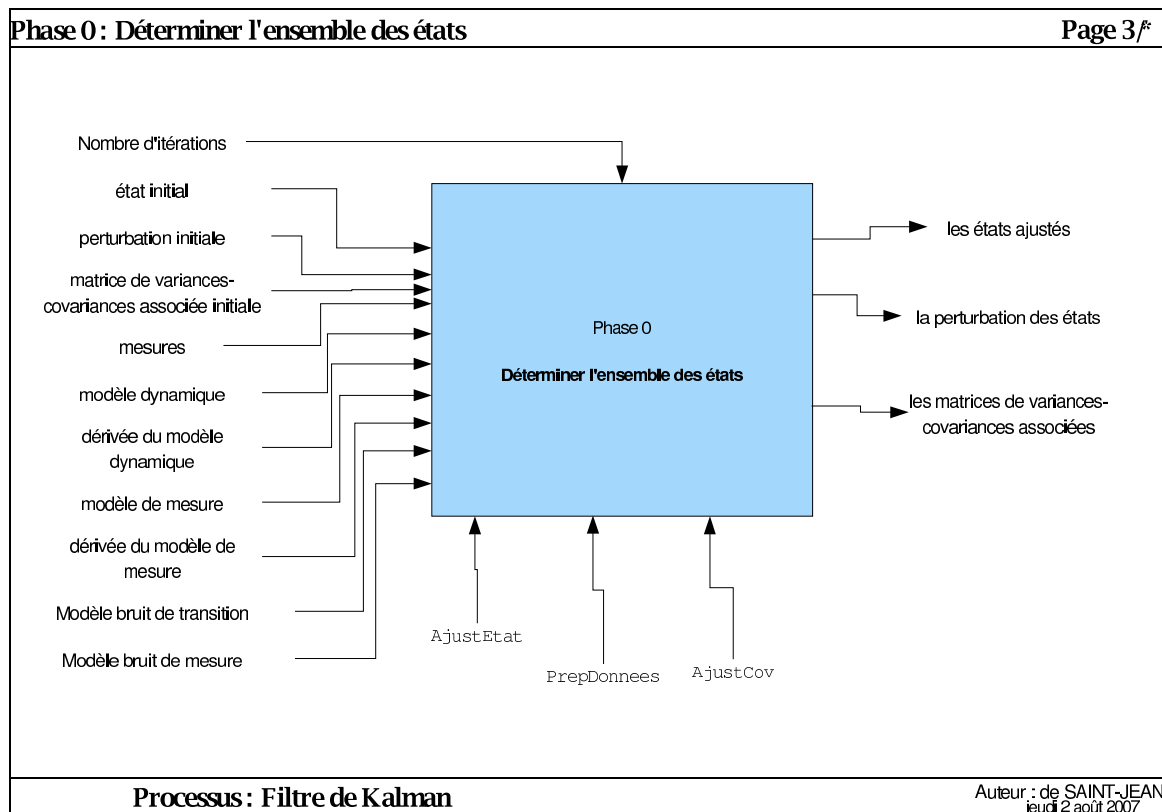 Phase 0 : Déterminer l'ensemble des états
Page 3/
Nombre d'itérations
état initial
perturbation initiale
matrice de variances-
covariances associée initiale
mesures
modèle dynamique
dérivée du modèle
dynamique
modèle de mesure
dérivée du modèle de
mesure
Modèle bruit de transition
Modèle bruit de mesure
Phase 0
Déterminer l'ensemble des états
les états ajustés
la perturbation des états
les matrices de variances-
covariances associées
AjustEtat
PrepDonnees
AjustCov
Processus : Filtre de Kalman
Auteur : de SAINT-JEAN
jeudi 2 août 2007